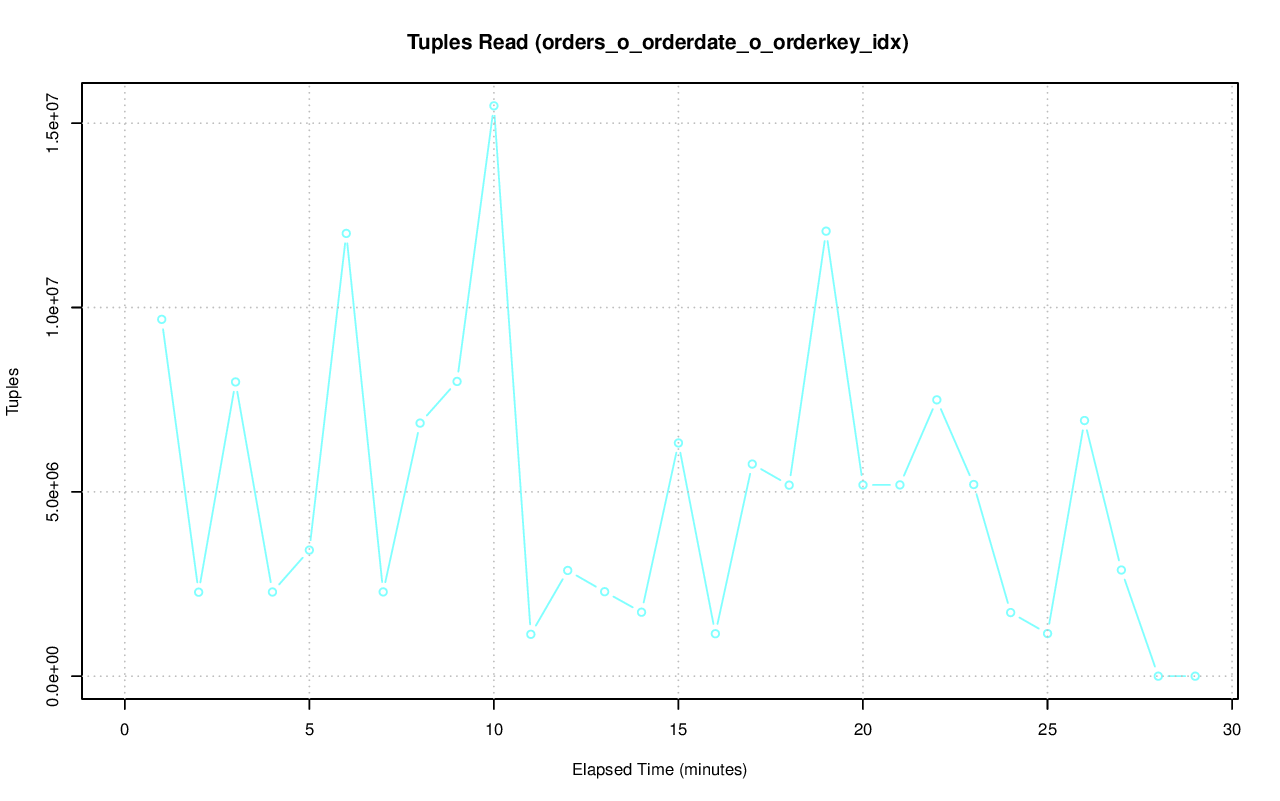 Tuples Read (orders_o_orderdate_o_orderkey_idx)
1.5e+07
1.0e+07
5.0e+06
0.0e+00
Tuples
0 5 10 15 20 25 30
Elapsed Time (minutes)